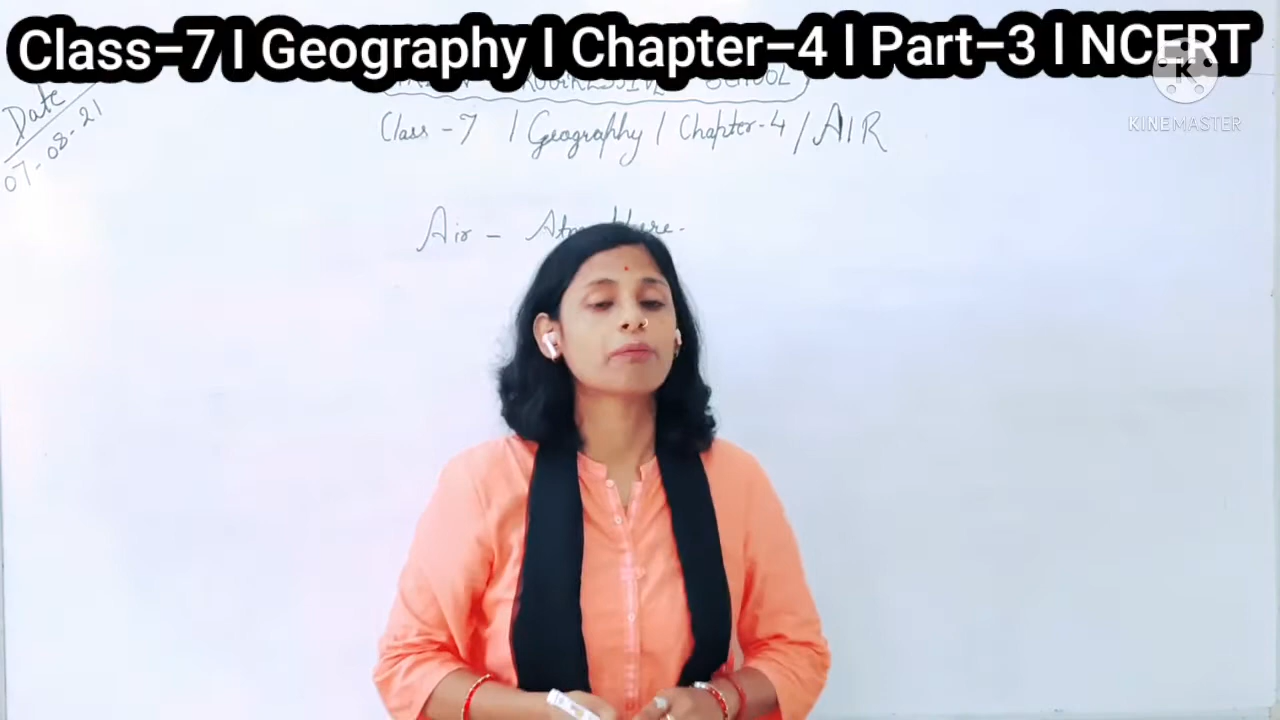 Class–7 l Geography l Chapter–4 l Part–3 l NCERT
KINEMASTER
SCHOOL
Date
07-08-21
Class -7 | Geography | Chapter-4 / AIR
Air -